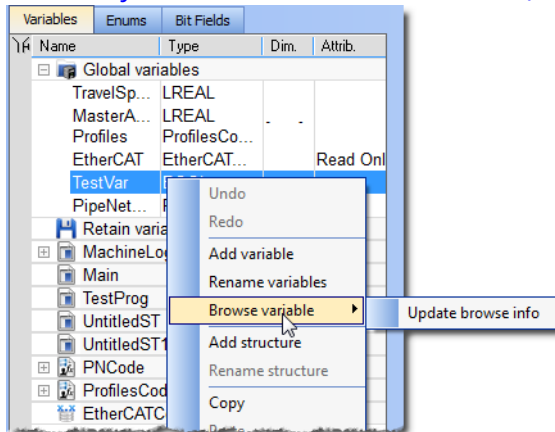 Variables Enums Bit Fields
Name Type Dim. Attrib.
Global variables
TravelSp... LREAL
MasterA... LREAL
Profiles ProfilesCo...
EtherCAT EtherCAT... Read Onl
TestVar
PipeNet...
Retain varia
MachineLo
Main
TestProg
UntitledST
UntitledST1
ProfilesCod
PNCode
EtherCATC
Undo
Redo
Add variable
Rename variables
Browse variable
Update browse info
Add structure
Rename structure
Copy